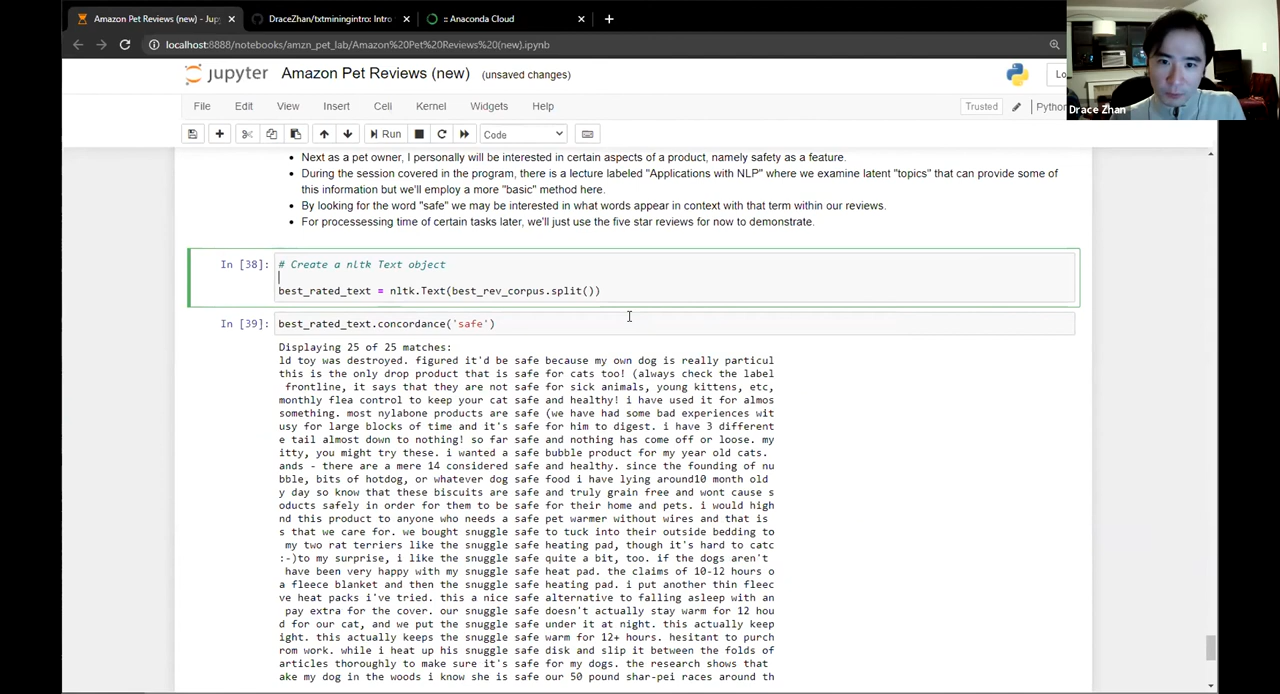 Amazon Pet Reviews (new) - Jup
DraceZhan/txtminingintro: Intro
:: Anaconda Cloud
localhost:8888/notebooks/amzn_pet_lab/Amazon%20Pet%20Reviews%20(new).ipynb
Drace Zhan
jupyter Amazon Pet Reviews (new) (unsaved changes)
Lo
File Edit View Insert Cell Kernel Widgets Help
Trusted
Python
Run
Code
Next as a pet owner, I personally will be interested in certain aspects of a product, namely safety as a feature.
During the session covered in the program, there is a lecture labeled "Applications with NLP" where we examine latent "topics" that can provide some of
this information but we'll employ a more "basic" method here.
By looking for the word "safe" we may be interested in what words appear in context with that term within our reviews.
For processessing time of certain tasks later, we'll just use the five star reviews for now to demonstrate.
In [38]: # Create a nltk Text object
best_rated_text = nltk.Text(best_rev_corpus.split())
In [39]: best_rated_text.concordance('safe')
Displaying 25 of 25 matches:
ld toy was destroyed. figured it'd be safe because my own dog is really particul
this is the only drop product that is safe for cats too! (always check the label
frontline, it says that they are not safe for sick animals, young kittens, etc,
monthly flea control to keep your cat safe and healthy! i have used it for almos
something. most nylabone products are safe (we have had some bad experiences wit
usy for large blocks of time and it's safe for him to digest. i have 3 different
e tail almost down to nothing! so far safe and nothing has come off or loose. my
itty, you might try these. i wanted a safe bubble product for my year old cats.
ands - there are a mere 14 considered safe and healthy. since the founding of nu
bble, bits of hotdog, or whatever dog safe food i have lying around10 month old
y day so know that these biscuits are safe and truly grain free and wont cause s
oducts safely in order for them to be safe for their home and pets. i would high
nd this product to anyone who needs a safe pet warmer without wires and that is
s that we care for. we bought snuggle safe to tuck into their outside bedding to
my two rat terriers like the snuggle safe heating pad, though it's hard to catc
:-)to my surprise, i like the snuggle safe quite a bit, too. if the dogs aren't
have been very happy with my snuggle safe heat pad. the claims of 10-12 hours o
a fleece blanket and then the snuggle safe heating pad. i put another thin fleec
ve heat packs i've tried. this a nice safe alternative to falling asleep with an
pay extra for the cover. our snuggle safe doesn't actually stay warm for 12 hou
d for our cat, and we put the snuggle safe under it at night. this actually keep
ight. this actually keeps the snuggle safe warm for 12+ hours. hesitant to purch
rom work. while i heat up his snuggle safe disk and slip it between the folds of
articles thoroughly to make sure it's safe for my dogs. the research shows that
ake my dog in the woods i know she is safe our 50 pound shar-pei races around th